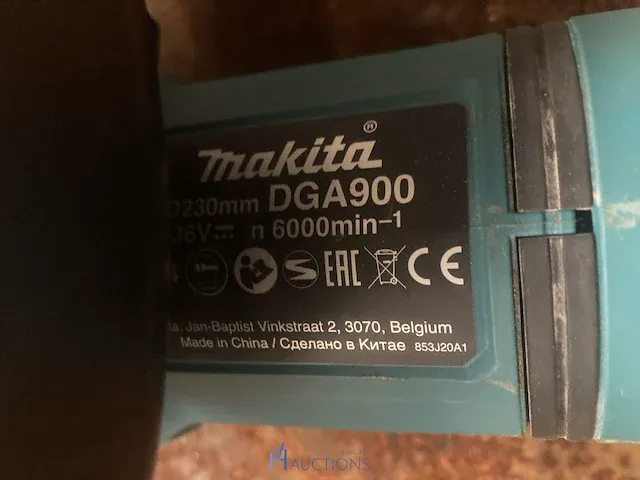 makita®
D230mm DGA900
36V n 6000min-1
EAC CE
Jan-Baptist Vinkstraat 2, 3070, Belgium
Made in China / Сделано в Китае 853J20A1
AUCTIONS